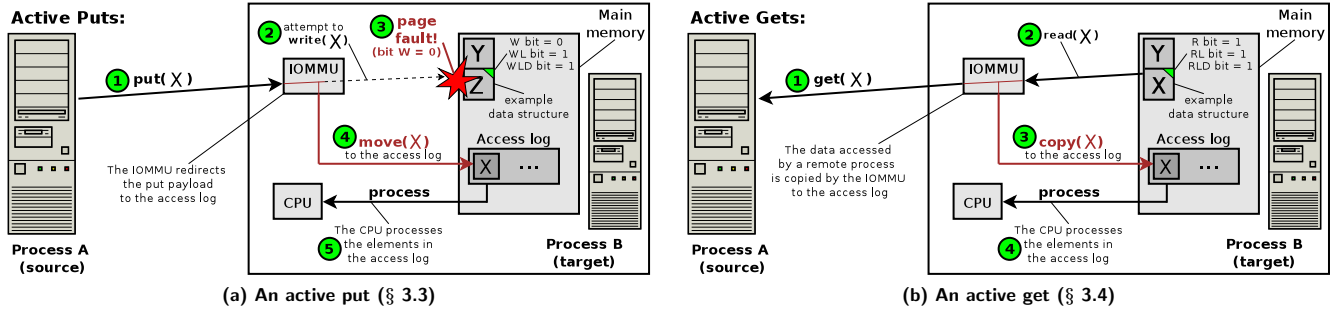 Active Puts:
Process A
(source)
1 put(X)
The IOMMU redirects
the put payload
to the access log
2 attempt to
write(X)
IOMMU
3 page
fault!
(bit W = 0)
Main
memory
Y
Z
W bit = 0
WL bit = 1
WLD bit = 1
example
data structure
4 move(X)
to the access log
Access log
X ...
process
CPU
5 The CPU processes
the elements in
the access log
Process B
(target)
(a) An active put (§ 3.3)
Active Gets:
Process A
(source)
1 get(X)
The data accessed
by a remote process
is copied by the IOMMU
to the access log
IOMMU
2 read(X)
Main
memory
Y
X
R bit = 1
RL bit = 1
RLD bit = 1
example
data structure
3 copy(X)
to the access log
Access log
X ...
process
CPU
The CPU processes
4 the elements in
the access log
Process B
(target)
(b) An active get (§ 3.4)